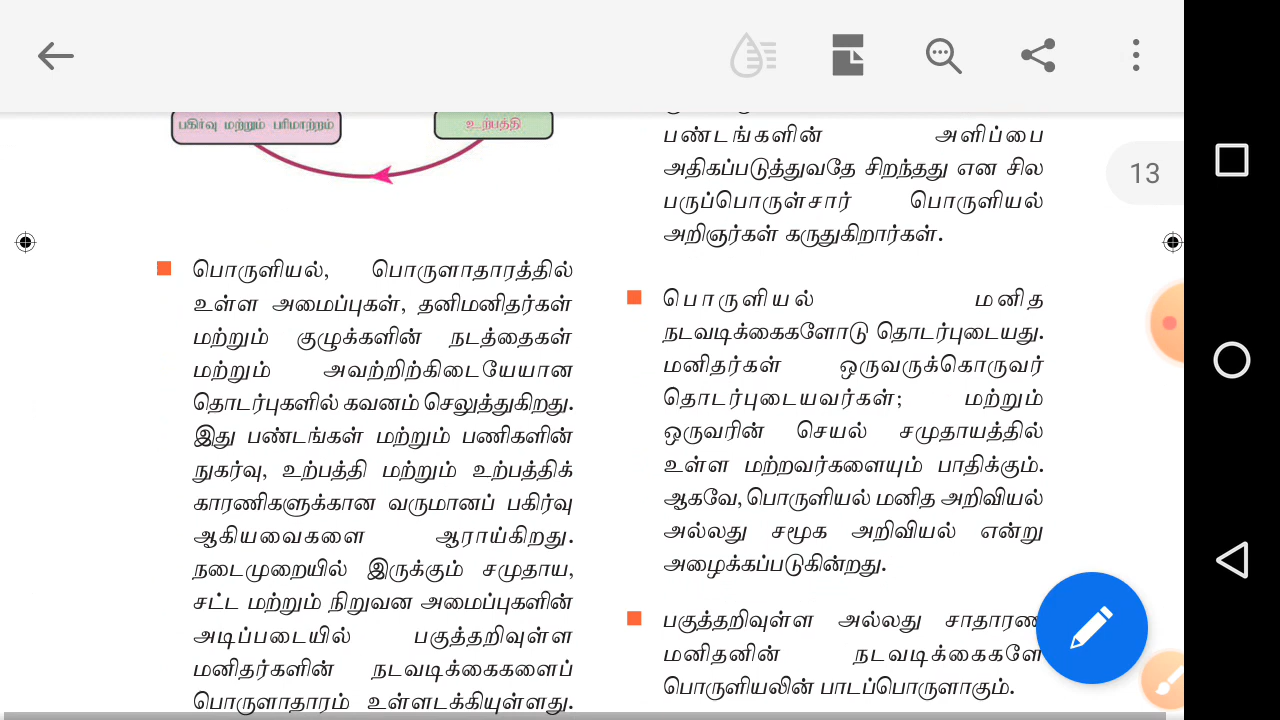 பகிர்வு மற்றும் பரிமாற்றம்
உற்பத்தி
பொருளியல், பொருளாதாரத்தில்
உள்ள அமைப்புகள், தனிமனிதர்கள்
மற்றும் குழுக்களின் நடத்தைகள்
மற்றும் அவற்றிற்கிடையேயான
தொடர்புகளில் கவனம் செலுத்துகிறது.
இது பண்டங்கள் மற்றும் பணிகளின்
நுகர்வு, உற்பத்தி மற்றும் உற்பத்திக்
காரணிகளுக்கான வருமானப் பகிர்வு
ஆகியவைகளை ஆராய்கிறது.
நடைமுறையில் இருக்கும் சமுதாய,
சட்ட மற்றும் நிறுவன அமைப்புகளின்
அடிப்படையில் பகுத்தறிவுள்ள
மனிதர்களின் நடவடிக்கைகளைப்
பொருளாதாரம் உள்ளடக்கியுள்ளது.
பண்டங்களின் அளிப்பை
அதிகப்படுத்துவதே சிறந்தது என சில
பருப்பொருள்சார் பொருளியல்
அறிஞர்கள் கருதுகிறார்கள்.
பொருளியல் மனித
நடவடிக்கைகளோடு தொடர்புடையது.
மனிதர்கள் ஒருவருக்கொருவர்
தொடர்புடையவர்கள்; மற்றும்
ஒருவரின் செயல் சமுதாயத்தில்
உள்ள மற்றவர்களையும் பாதிக்கும்.
ஆகவே, பொருளியல் மனித அறிவியல்
அல்லது சமூக அறிவியல் என்று
அழைக்கப்படுகின்றது.
பகுத்தறிவுள்ள அல்லது சாதாரண
மனிதனின் நடவடிக்கைகளே
பொருளியலின் பாடப்பொருளாகும்.
13